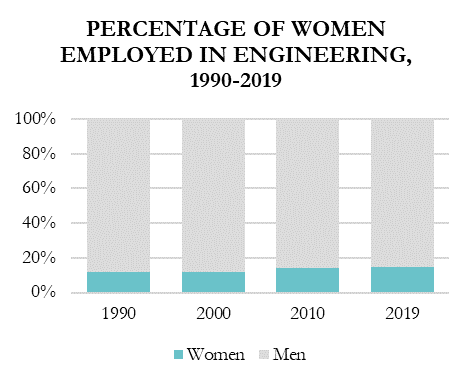 PERCENTAGE OF WOMEN
EMPLOYED IN ENGINEERING,
1990-2019
100%
80%
60%
40%
20%
0%
1990 2000 2010 2019
Women Men